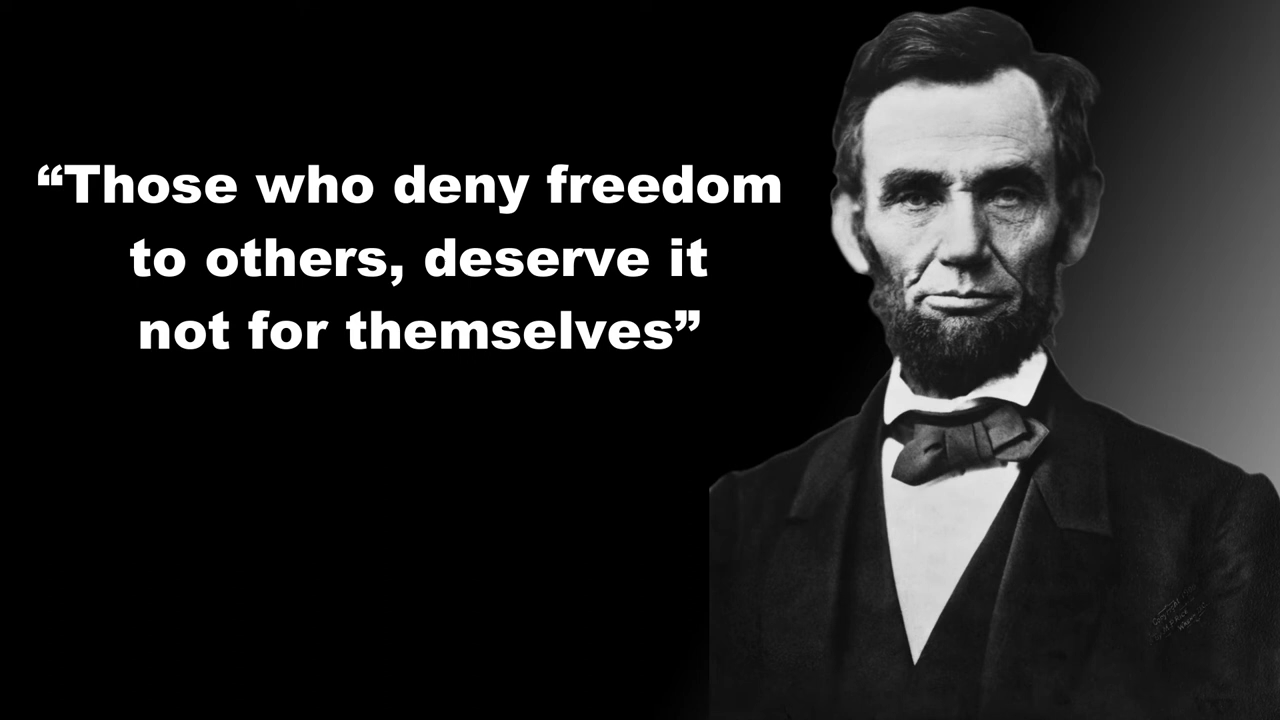 “Those who deny freedom
to others, deserve it
not for themselves”